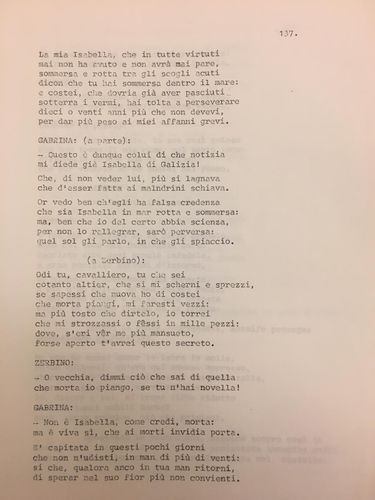 137.
La mia Isabella, che in tutte virtuti
mai non ha avuto e non avrà mai pare,
sommersa e rotta tra gli scogli acuti
dicon che tu hai sommersa dentro il mare:
e costei, che dovria già aver pasciuti
sotterra i vermi, hai tolta a perseverare
dieci o venti anni più che non devevi,
per dar più peso ai miei affanni grevi.
GABRINA: (a parte):
- Questo è dunque colui di che notizia
mi diede già Isabella di Galizia!
Che, di non veder lui, più si lagnava
che d'esser fatta ai malndrini schiava.
Or vedo ben ch'egli ha falsa credenza
che sia Isabella in mar rotta e sommersa:
ma, ben che io del certo abbia scienza,
per non lo rallegrar, sarò perversa:
quel sol gli parlo, in che gli spiaccio.
(a Zerbino):
Odi tu, cavalliero, tu che sei
cotanto altier, che sì mi scherni e sprezzi,
se sapessi che nuova ho di costei
che morta piangi, mi faresti vezzi:
ma più tosto che dirtelo, io torrei
che mi strozzassi o fêssi in mille pezzi:
dove, s'eri vêr me più mansueto,
forse aperto t'avrei questo secreto.
ZERBINO:
- O vecchia, dimmi ciò che sai di quella
che morta io piango, se tu n'hai novella!
GABRINA:
- Non è Isabella, come credi, morta:
ma è viva sì, che ai morti invidia porta.
E' capitata in questi pochi giorni
che non n'udisti, in man di più di venti:
sì che, qualora anco in tua man ritorni,
di sperar nel suo fior più non convienti.